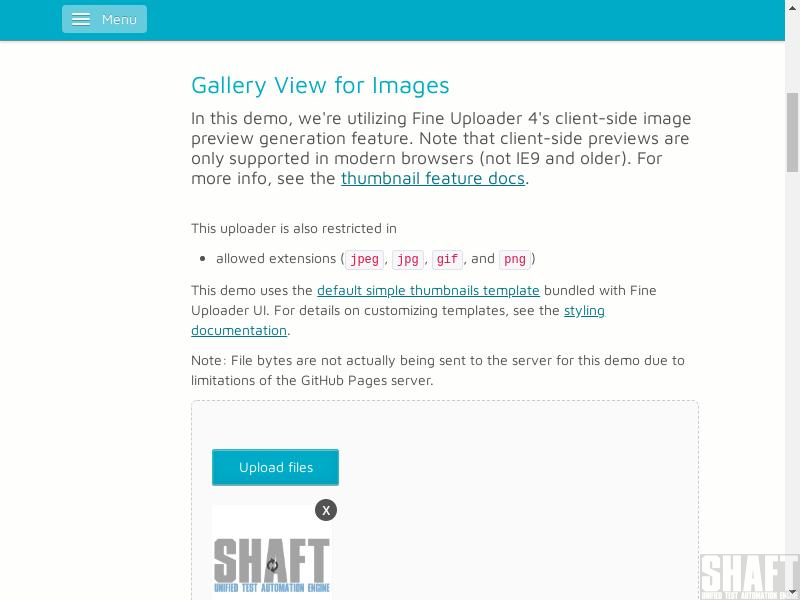 Menu
Gallery View for Images
In this demo, we're utilizing Fine Uploader 4's client-side image
preview generation feature. Note that client-side previews are
only supported in modern browsers (not IE9 and older). For
more info, see the thumbnail feature docs.
This uploader is also restricted in
allowed extensions (jpeg, jpg, gif, and png)
This demo uses the default simple thumbnails template bundled with Fine
Uploader UI. For details on customizing templates, see the styling
documentation.
Note: File bytes are not actually being sent to the server for this demo due to
limitations of the GitHub Pages server.
Upload files
X
SHAFT
UNIFIED TEST AUTOMATION ENGINE
SHAFT
UNIFIED TEST AUTOMATION ENGINE